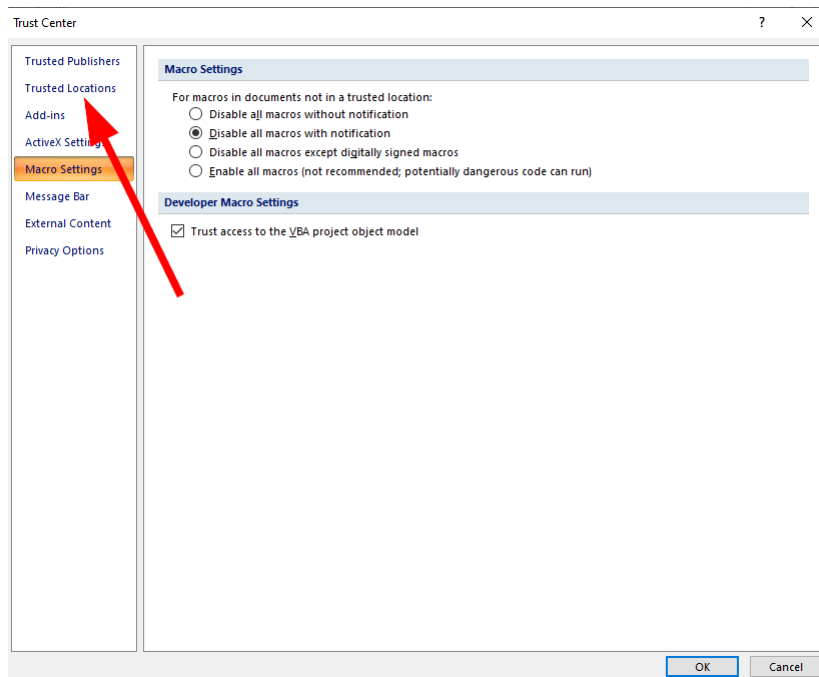 Trust Center
?
Trusted Publishers
Trusted Locations
Add-ins
ActiveX Setting
Macro Settings
Message Bar
External Content
Privacy Options
Macro Settings
For macros in documents not in a trusted location:
Disable all macros without notification
Disable all macros with notification
Disable all macros except digitally signed macros
Enable all macros (not recommended; potentially dangerous code can run)
Developer Macro Settings
Trust access to the VBA project object model
OK
Cancel